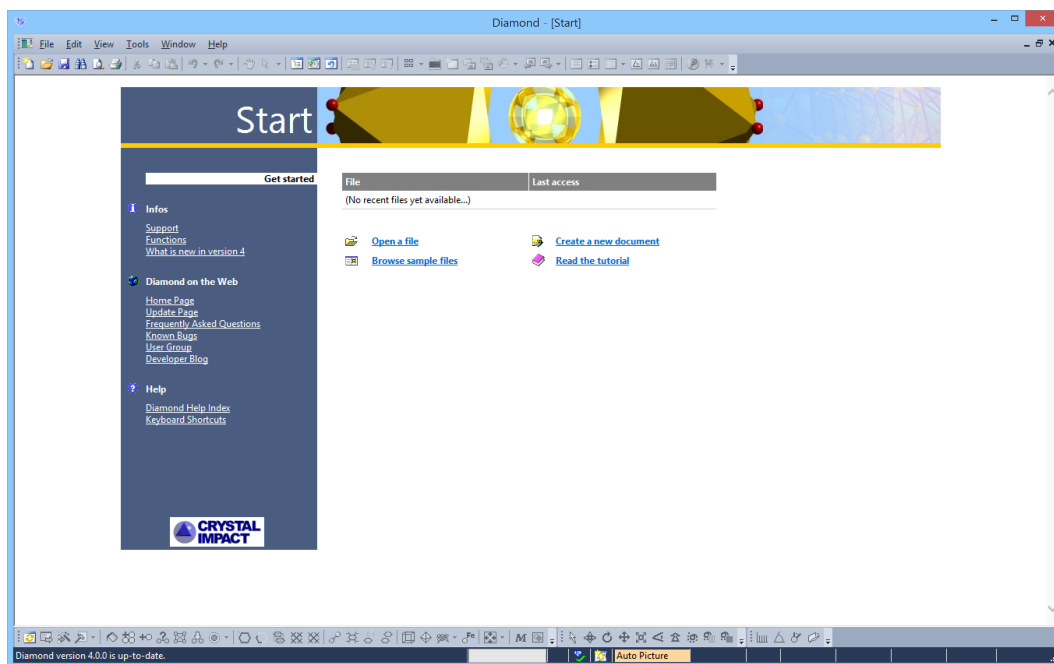 Diamond - [Start]
File Edit View Tools Window Help
Start
Get started
File Last access
(No recent files yet available...)
Infos
Support
Functions
What is new in version 4
Open a file Create a new document
Browse sample files Read the tutorial
Diamond on the Web
Home Page
Update Page
Frequently Asked Questions
Known Bugs
User Group
Developer Blog
Help
Diamond Help Index
Keyboard Shortcuts
CRYSTAL
IMPACT
Diamond version 4.0.0 is up-to-date. Auto Picture